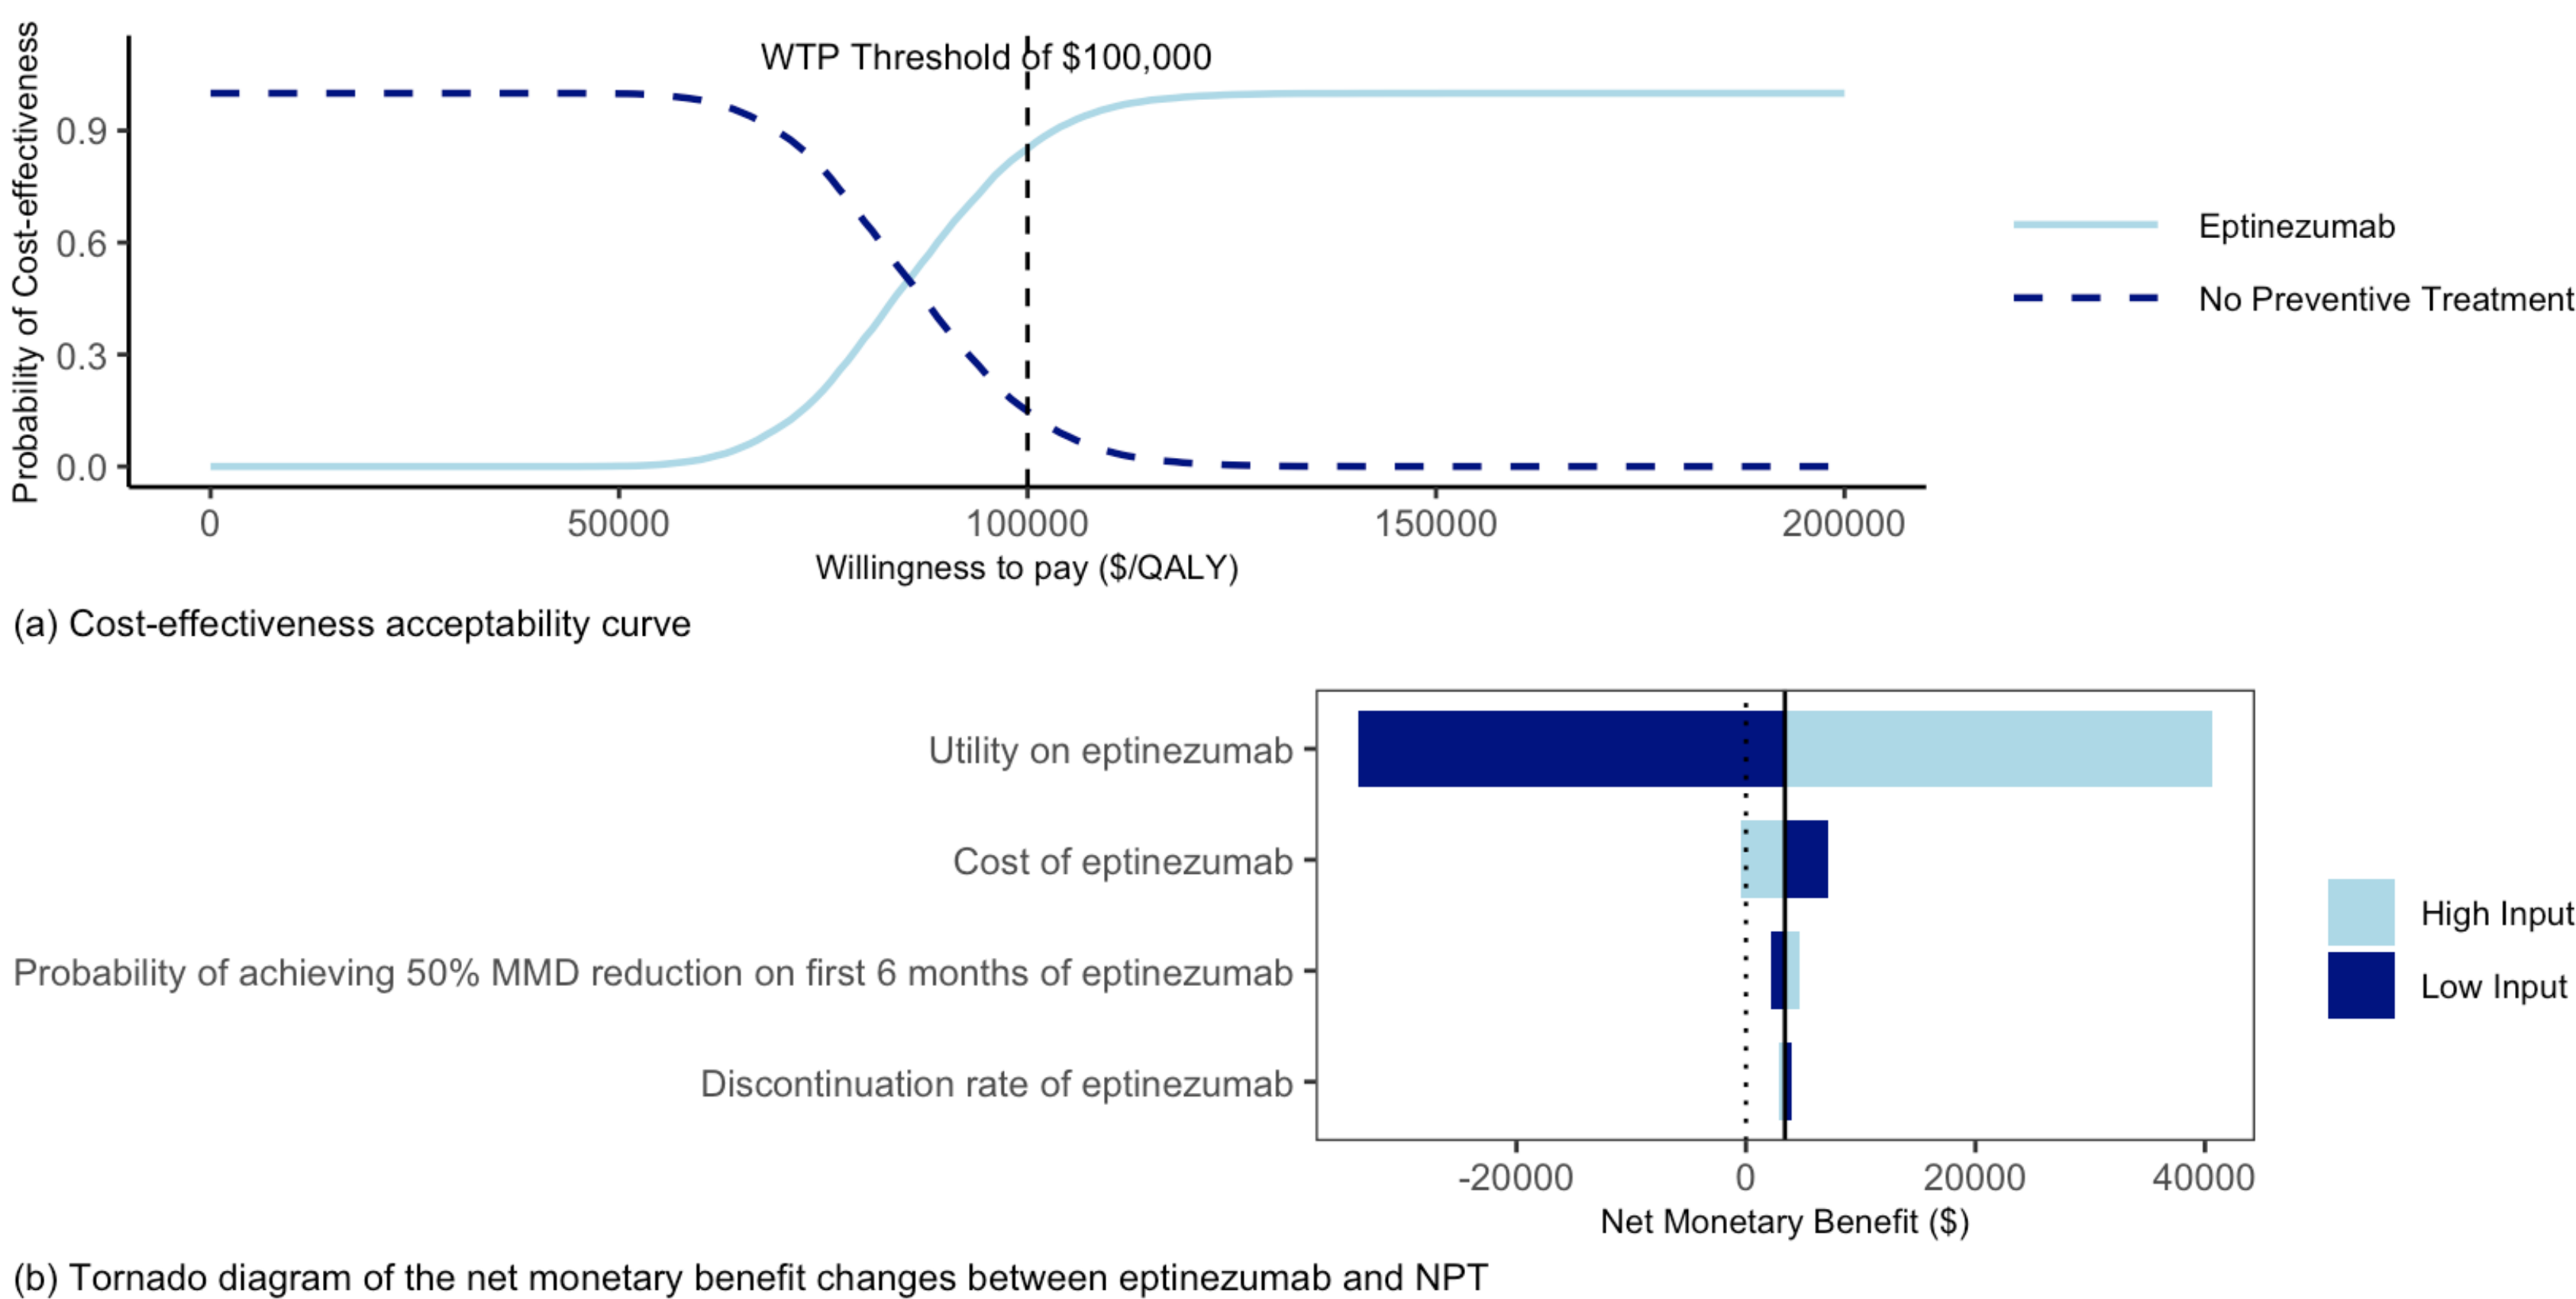 WTP Threshold of $100,000
Probability of Cost-effectiveness
0.9
0.6
0.3
0.0
0 50000 100000 150000 200000
Willingness to pay ($/QALY)
Eptinezumab
No Preventive Treatment
(a) Cost-effectiveness acceptability curve
Utility on eptinezumab
Cost of eptinezumab
Probability of achieving 50% MMD reduction on first 6 months of eptinezumab
Discontinuation rate of eptinezumab
High Input
Low Input
-20000 0 20000 40000
Net Monetary Benefit ($)
(b) Tornado diagram of the net monetary benefit changes between eptinezumab and NPT